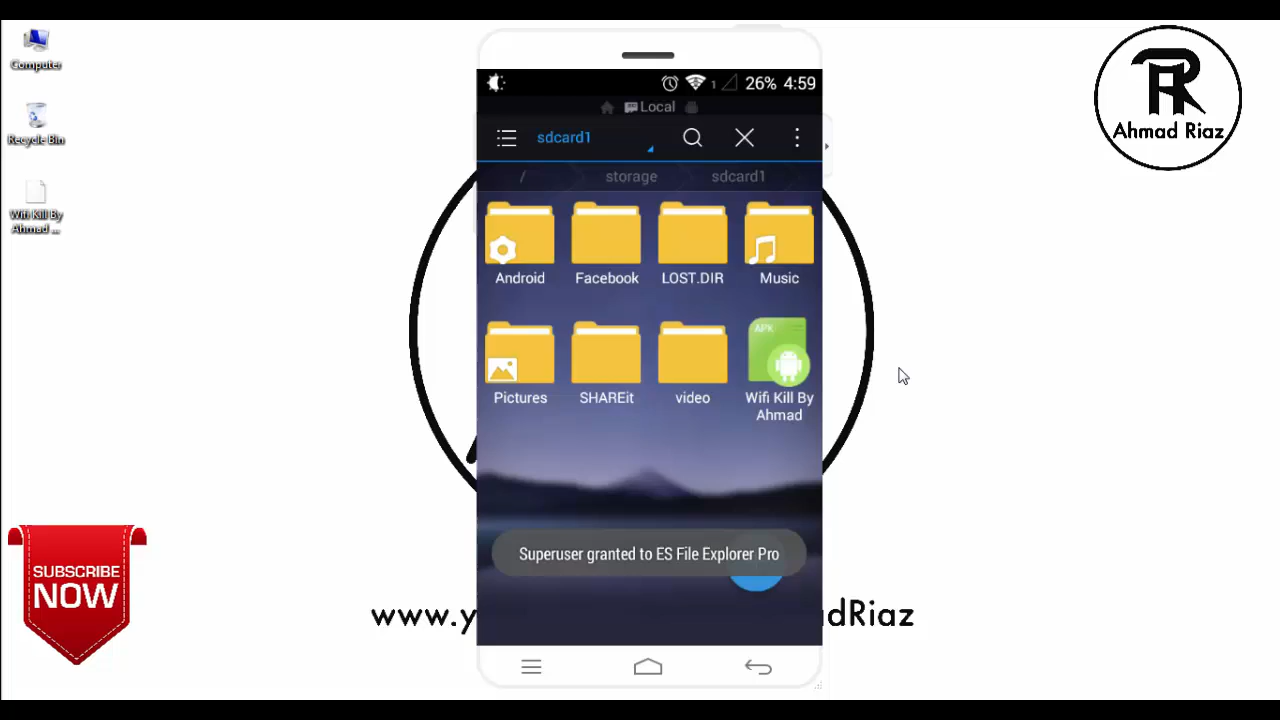 Computer
Recycle Bin
Wifi Kill By
Ahmad ...
1
26%
4:59
Local
sdcard1
/
storage
sdcard1
Android
Facebook
LOST.DIR
Music
APK
Pictures
SHAREit
video
Wifi Kill By
Ahmad
Superuser granted to ES File Explorer Pro
Ahmad Riaz
SUBSCRIBE
NOW
www.y
adRiaz